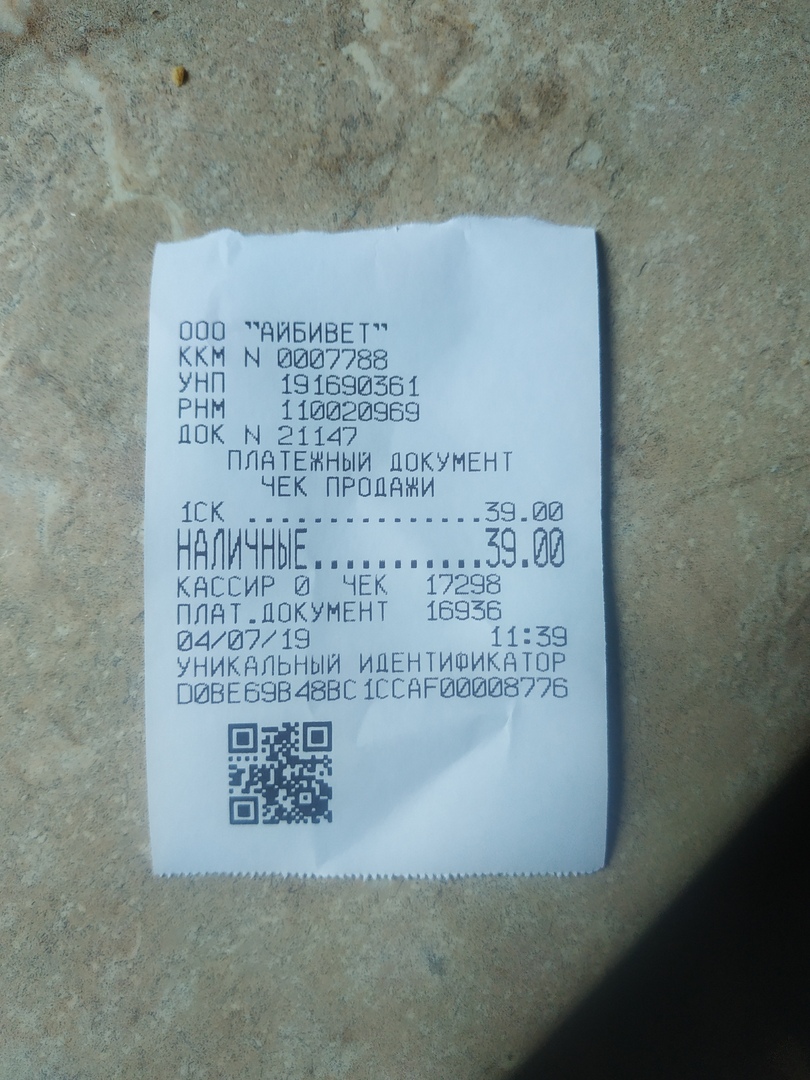 ООО "АЙБИВЕТ"
ККМ N 0007788
УНП 191690361
РНМ 110020969
ДОК N 21147
ПЛАТЕЖНЫЙ ДОКУМЕНТ
ЧЕК ПРОДАЖИ
1СК ...............39.00
НАЛИЧНЫЕ...........39.00
КАССИР 0 ЧЕК 17298
ПЛАТ.ДОКУМЕНТ 16936
04/07/19 11:39
УНИКАЛЬНЫЙ ИДЕНТИФИКАТОР
D0BE69B48BC1CCAF00008776